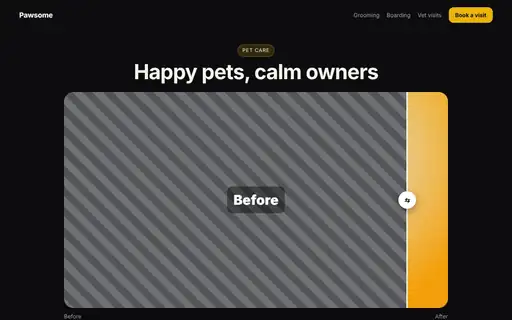 Pawsome
Grooming Boarding Vet visits Book a visit
PET CARE
Happy pets, calm owners
Before
Before After